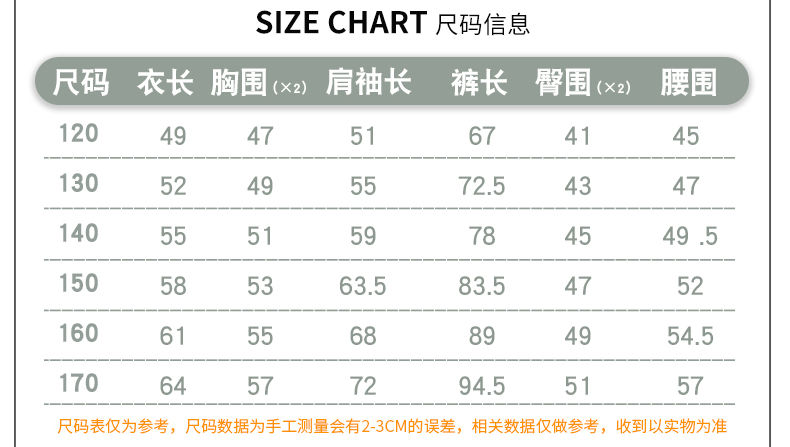 SIZE CHART 尺码信息
尺码 衣长 胸围(×2) 肩袖长 裤长 臀围(×2) 腰围
120 49 47 51 67 41 45
130 52 49 55 72.5 43 47
140 55 51 59 78 45 49 .5
150 58 53 63.5 83.5 47 52
160 61 55 68 89 49 54.5
170 64 57 72 94.5 51 57
尺码表仅为参考，尺码数据为手工测量会有2-3CM的误差，相关数据仅做参考，收到以实物为准